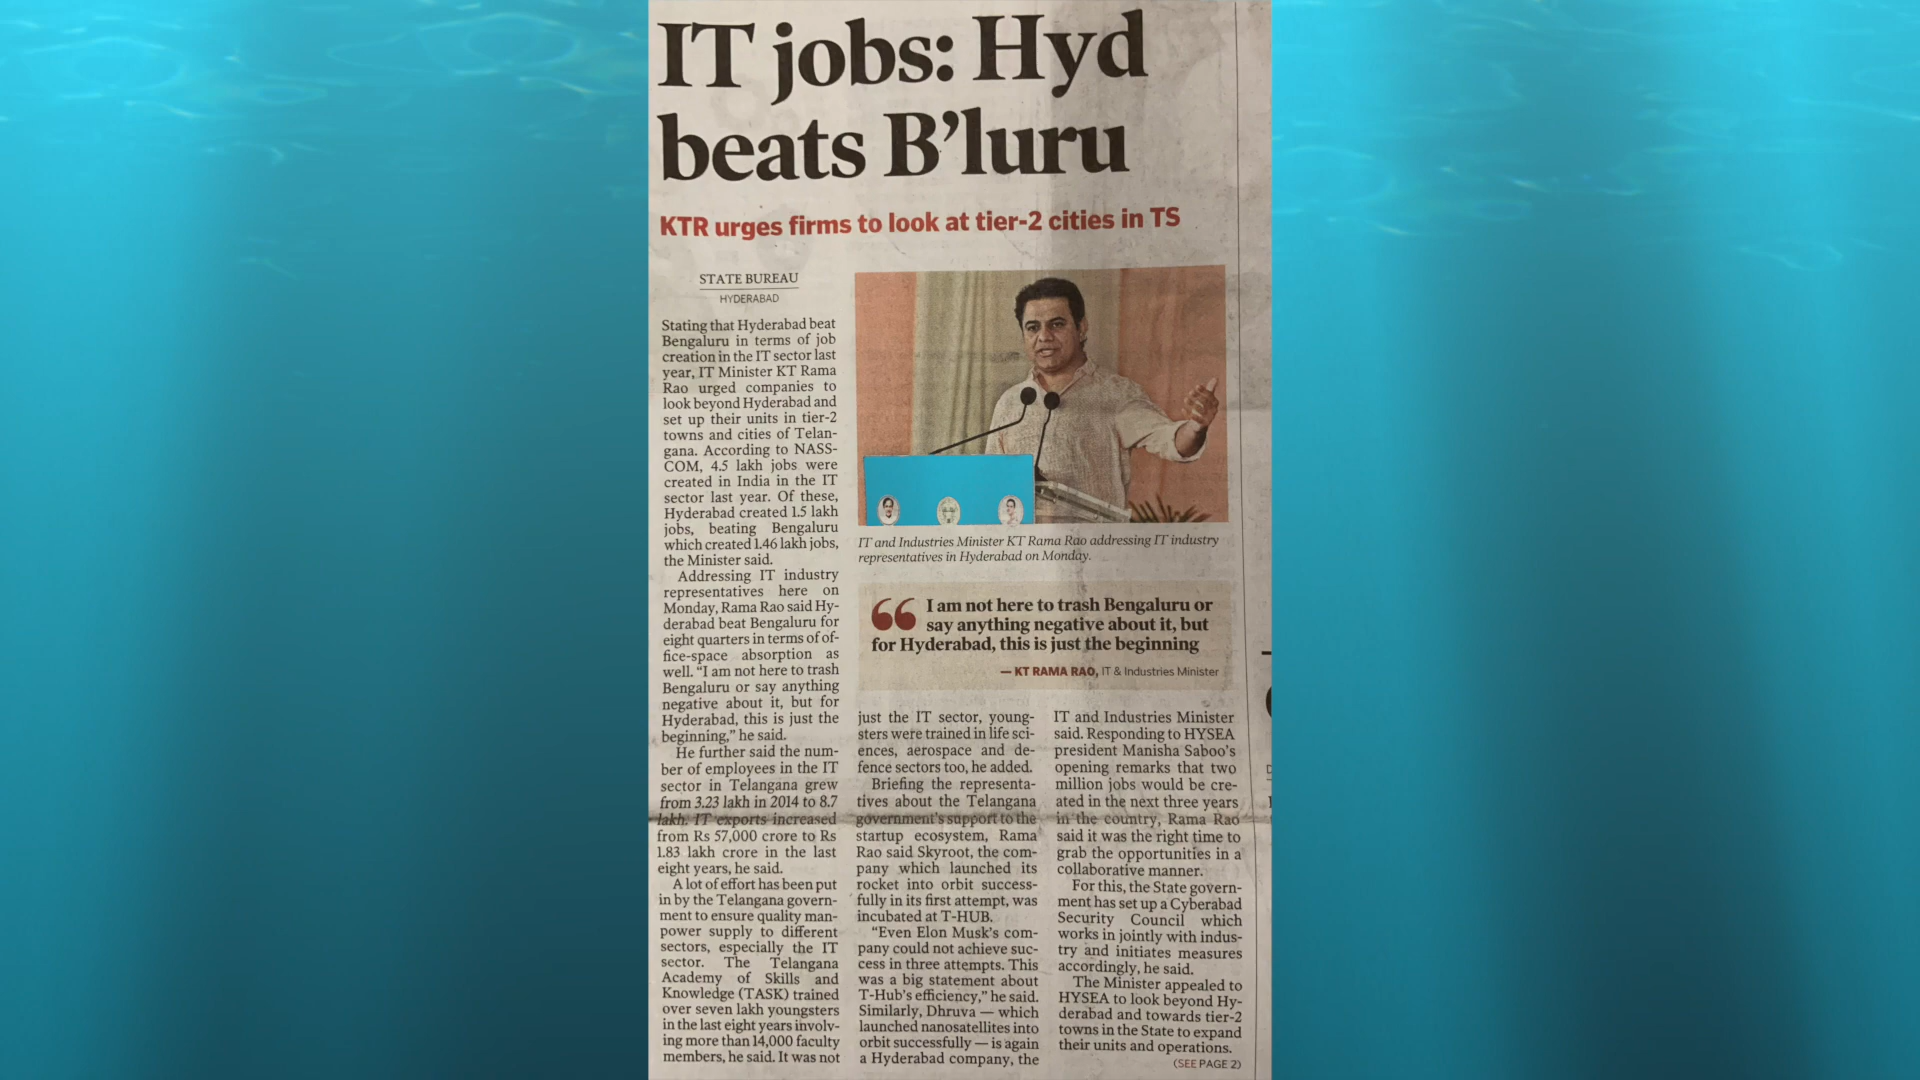 IT jobs: Hyd
beats B'luru
KTR urges firms to look at tier-2 cities in TS
STATE BUREAU
HYDERABAD
Stating that Hyderabad beat
Bengaluru in terms of job
creation in the IT sector last
year, IT Minister KT Rama
Rao urged companies to
look beyond Hyderabad and
set up their units in tier-2
towns and cities of Telan-
gana. According to NASS-
COM, 4.5 lakh jobs were
created in India in the IT
sector last year. Of these,
Hyderabad created 1.5 lakh
jobs, beating Bengaluru
which created 1.46 lakh jobs,
the Minister said.
Addressing IT industry
representatives here on
Monday, Rama Rao said Hy-
derabad beat Bengaluru for
eight quarters in terms of of-
fice-space absorption as
well. “I am not here to trash
Bengaluru or say anything
negative about it, but for
Hyderabad, this is just the
beginning,” he said.
He further said the num-
ber of employees in the IT
sector in Telangana grew
from 3.23 lakh in 2014 to 8.7
lakh. IT exports increased
from Rs 57,000 crore to Rs
1.83 lakh crore in the last
eight years, he said.
A lot of effort has been put
in by the Telangana govern-
ment to ensure quality man-
power supply to different
sectors, especially the IT
sector. The Telangana
Academy of Skills and
Knowledge (TASK) trained
over seven lakh youngsters
in the last eight years involv-
ing more than 14,000 faculty
members, he said. It was not
IT and Industries Minister KT Rama Rao addressing IT industry
representatives in Hyderabad on Monday.
“ I am not here to trash Bengaluru or
say anything negative about it, but
for Hyderabad, this is just the beginning
— KT RAMA RAO, IT & Industries Minister
just the IT sector, young-
sters were trained in life sci-
ences, aerospace and de-
fence sectors too, he added.
Briefing the representa-
tives about the Telangana
government's support to the
startup ecosystem, Rama
Rao said Skyroot, the com-
pany which launched its
rocket into orbit success-
fully in its first attempt, was
incubated at T-HUB.
“Even Elon Musk's com-
pany could not achieve suc-
cess in three attempts. This
was a big statement about
T-Hub's efficiency,” he said.
Similarly, Dhruva — which
launched nanosatellites into
orbit successfully — is again
a Hyderabad company, the
IT and Industries Minister
said. Responding to HYSEA
president Manisha Saboo's
opening remarks that two
million jobs would be cre-
ated in the next three years
in the country, Rama Rao
said it was the right time to
grab the opportunities in a
collaborative manner.
For this, the State govern-
ment has set up a Cyberabad
Security Council which
works in jointly with indus-
try and initiates measures
accordingly, he said.
The Minister appealed to
HYSEA to look beyond Hy-
derabad and towards tier-2
towns in the State to expand
their units and operations.
(SEE PAGE 2)